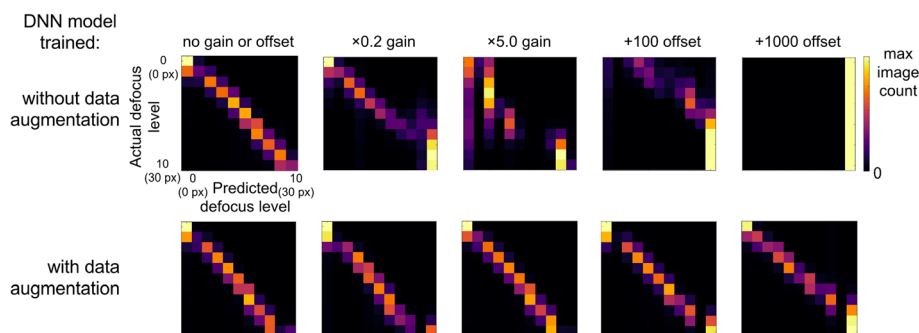 DNN model
trained:
no gain or offset
×0.2 gain
×5.0 gain
+100 offset
+1000 offset
without data
augmentation
Actual defocus
level
0
(0 px)
10
(30 px)
0
(0 px)
10
(30 px)
Predicted
defocus level
max
image
count
0
with data
augmentation